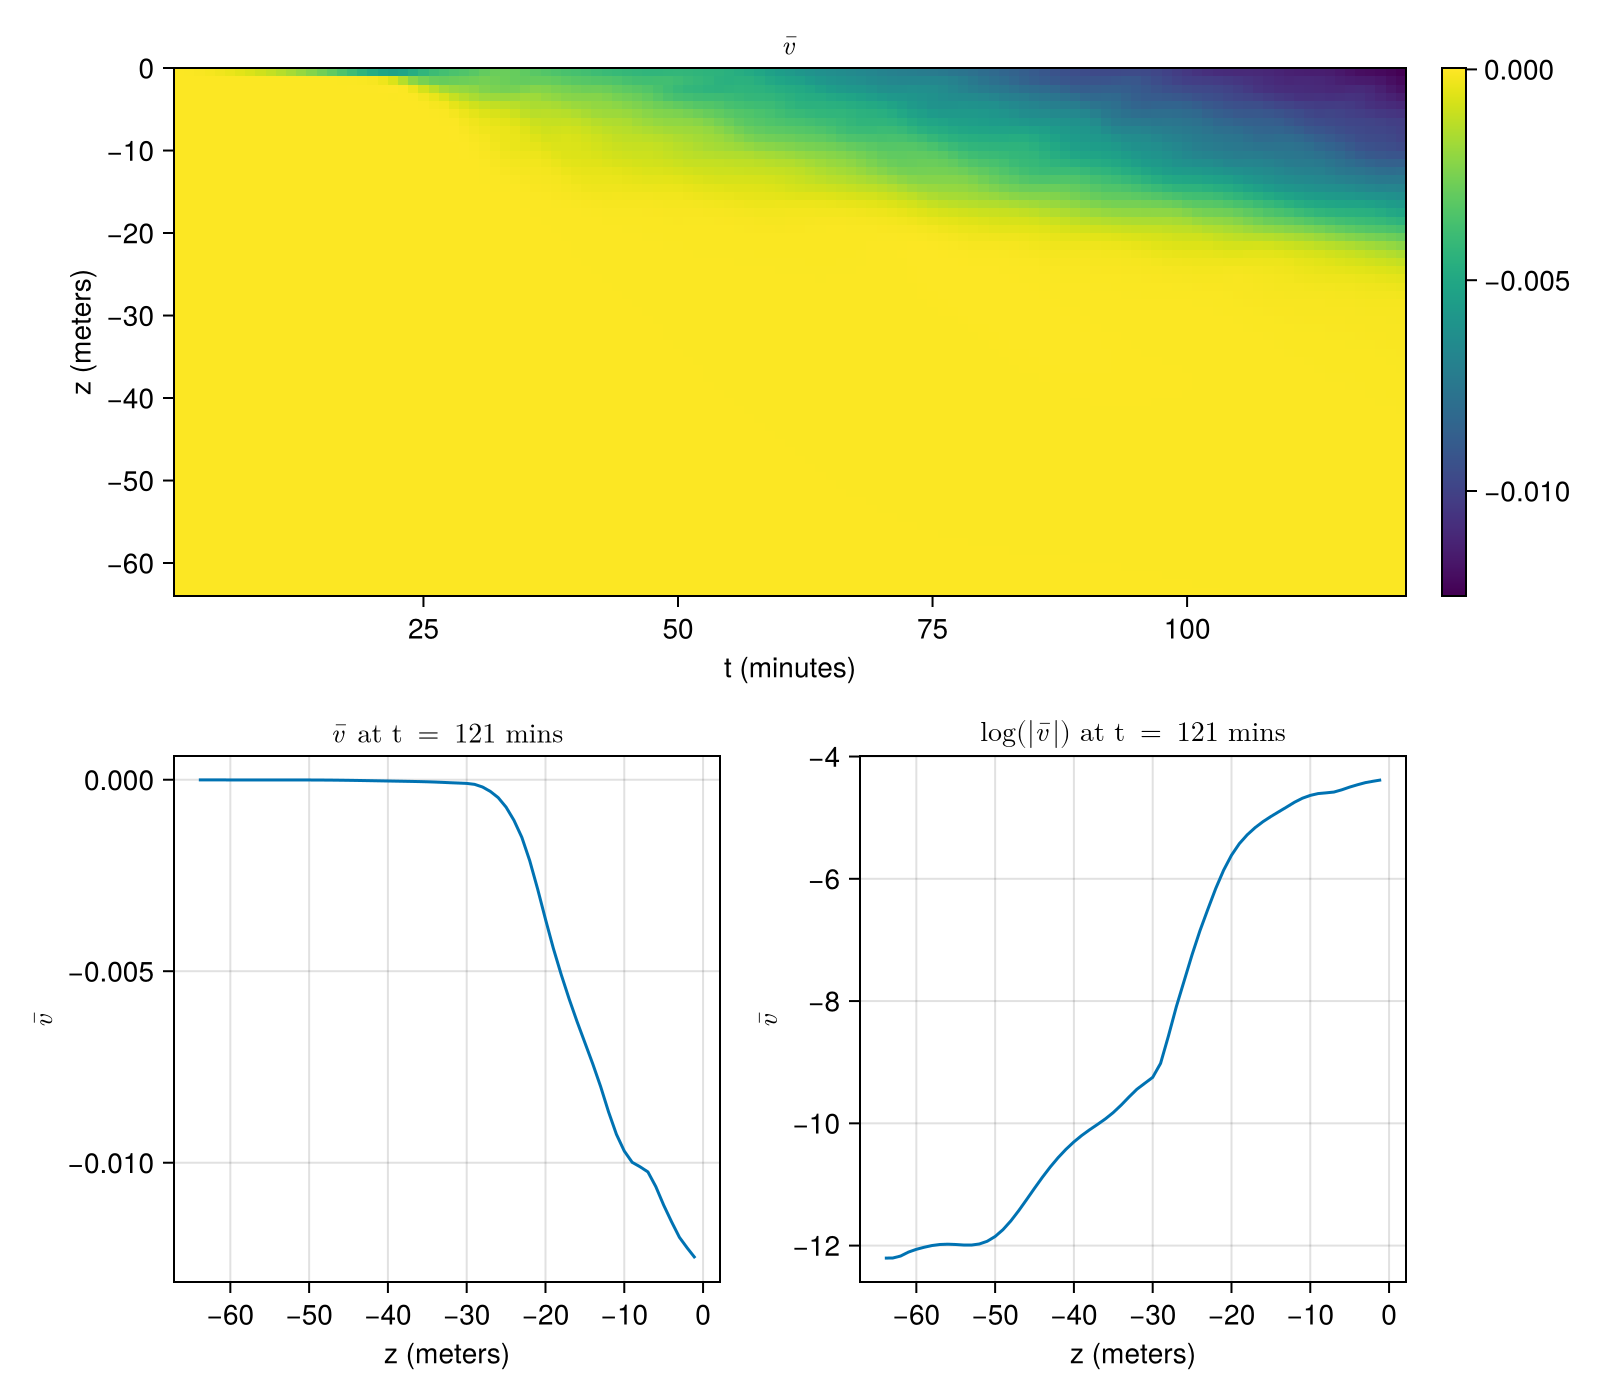 v̄
0
−10
−20
−30
−40
−50
−60
z (meters)
25 50 75 100
t (minutes)
0.000
−0.005
−0.010
v̄ at t = 121 mins
0.000
−0.005
−0.010
v̄
−60 −50 −40 −30 −20 −10 0
z (meters)
log(|v̄|) at t = 121 mins
−4
−6
−8
−10
−12
v̄
−60 −50 −40 −30 −20 −10 0
z (meters)